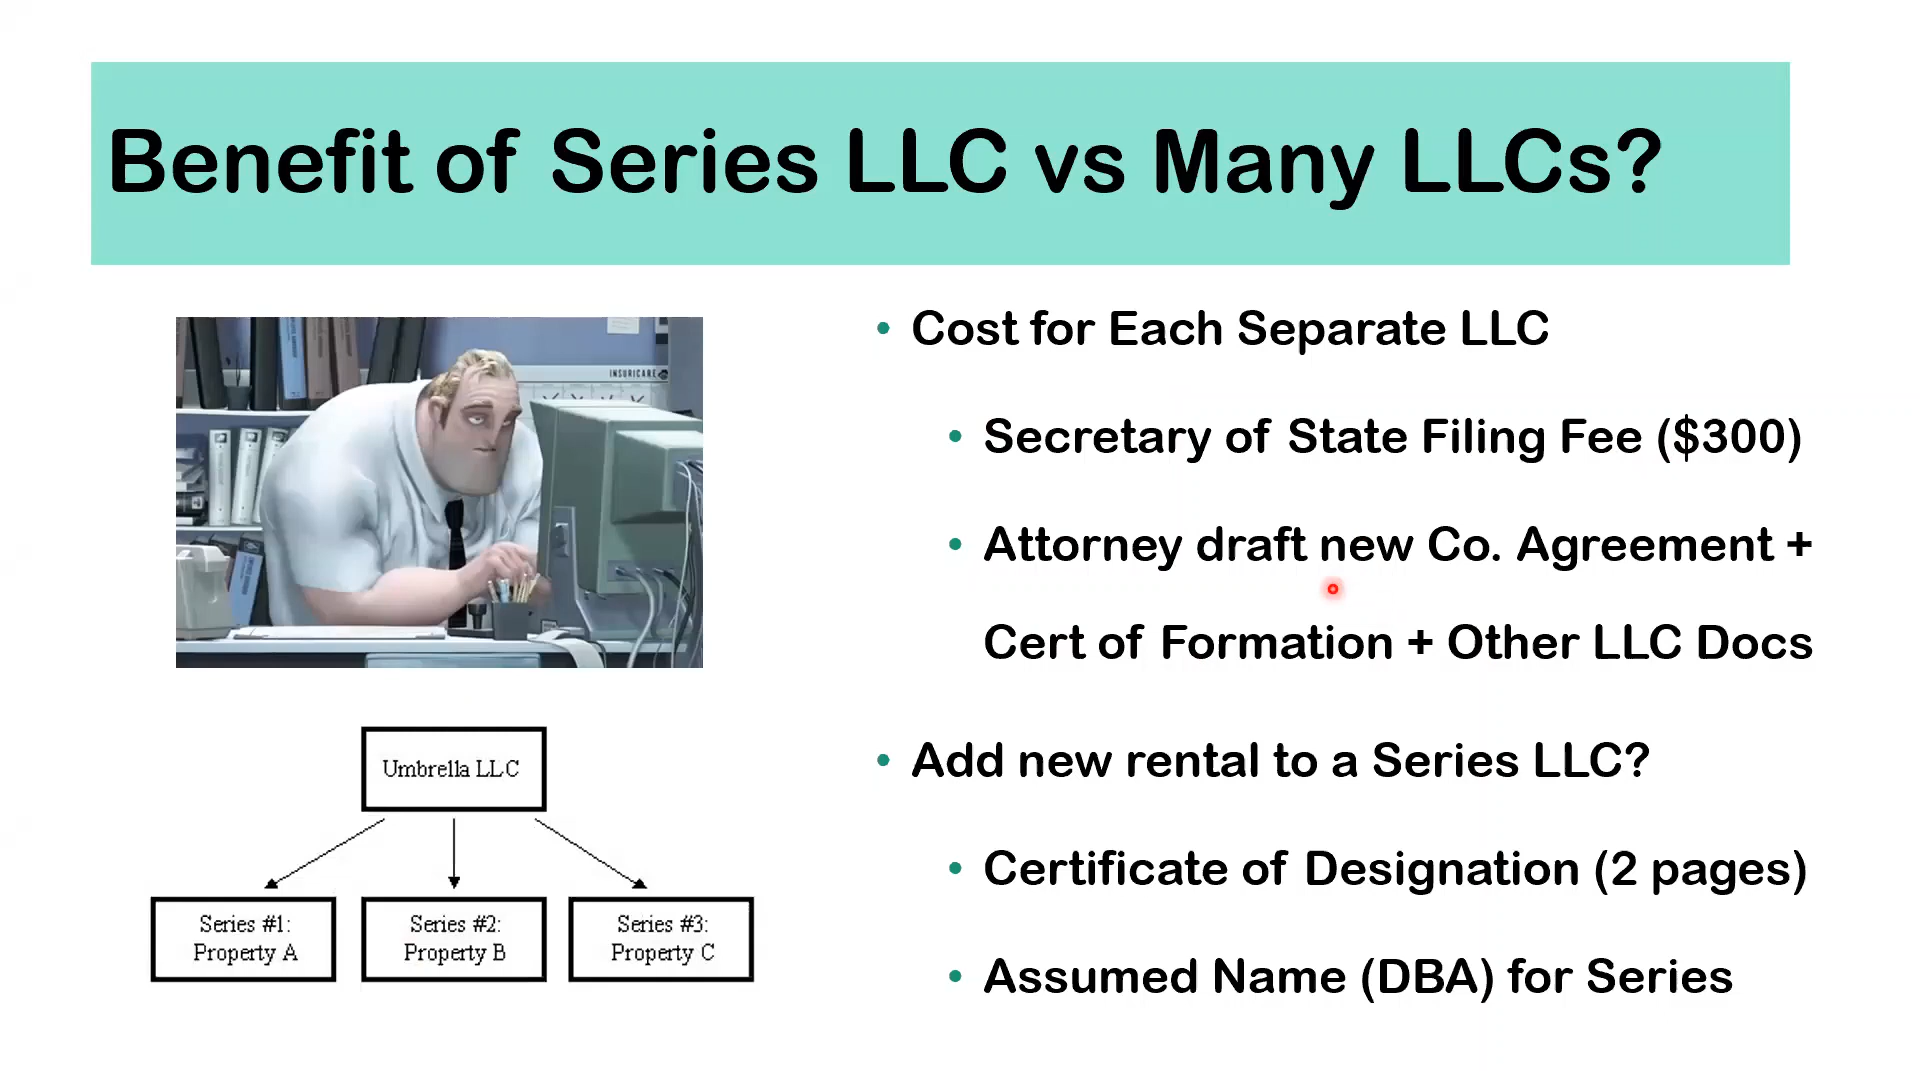 Benefit of Series LLC vs Many LLCs?
INSURICARE
• Cost for Each Separate LLC
• Secretary of State Filing Fee ($300)
• Attorney draft new Co. Agreement +
Cert of Formation + Other LLC Docs
• Add new rental to a Series LLC?
• Certificate of Designation (2 pages)
• Assumed Name (DBA) for Series
Umbrella LLC
Series #1:
Property A
Series #2:
Property B
Series #3:
Property C